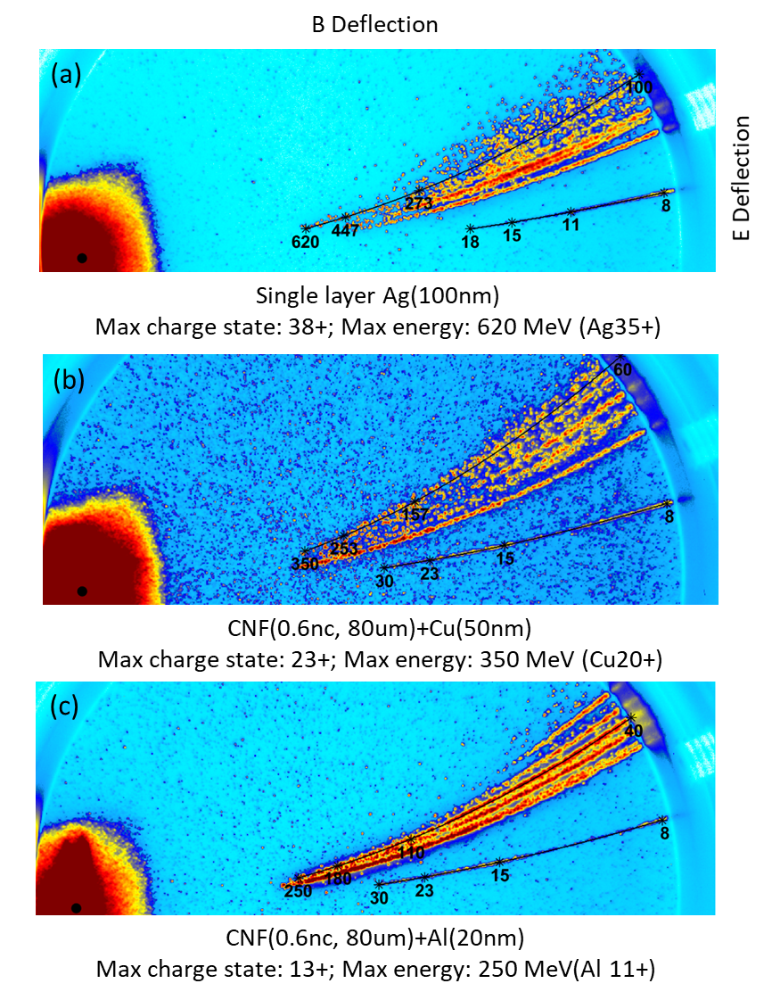 B Deflection
(a)
100
E Deflection
273
8
620
447
18
15
11
Single layer Ag(100nm)
Max charge state: 38+; Max energy: 620 MeV (Ag35+)
(b)
60
157
8
253
15
350
23
30
CNF(0.6nc, 80um)+Cu(50nm)
Max charge state: 23+; Max energy: 350 MeV (Cu20+)
(c)
40
8
110
15
180
250
23
30
CNF(0.6nc, 80um)+Al(20nm)
Max charge state: 13+; Max energy: 250 MeV(Al 11+)